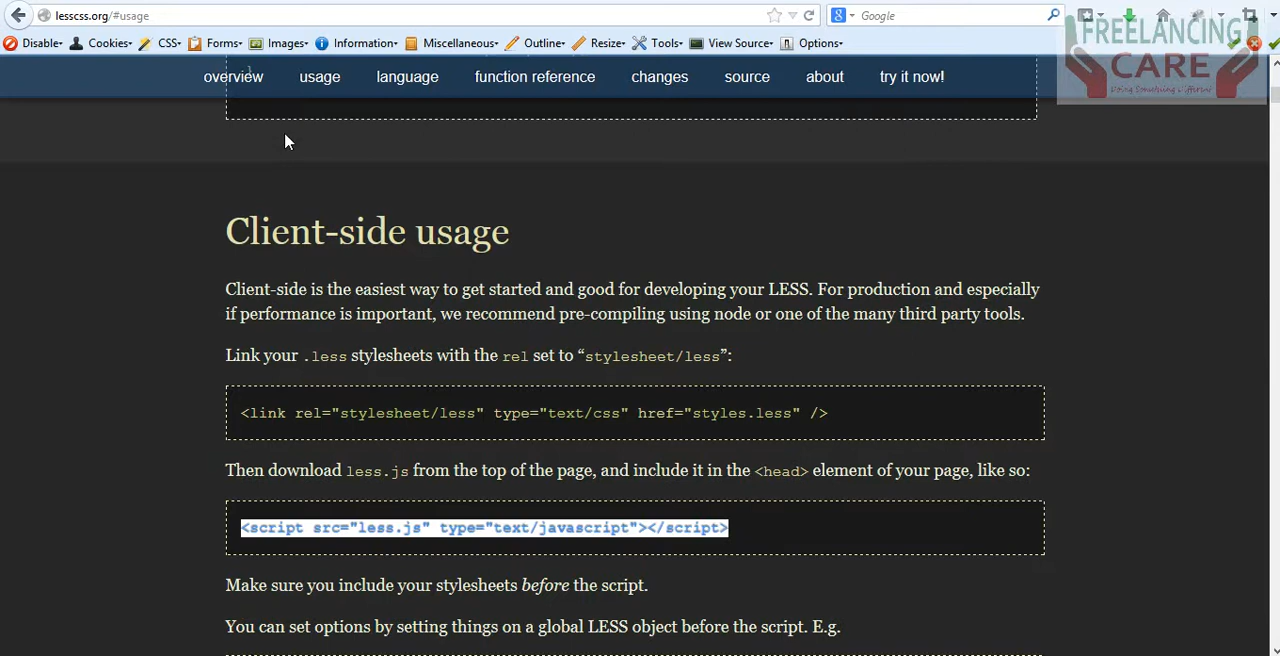 lesscss.org/#usage
Google
Disable
Cookies
CSS
Forms
Images
Information
Miscellaneous
Outline
Resize
Tools
View Source
Options
FREELANCING
CARE
Doing Something Different
overview
usage
language
function reference
changes
source
about
try it now!
Client-side usage
Client-side is the easiest way to get started and good for developing your LESS. For production and especially
if performance is important, we recommend pre-compiling using node or one of the many third party tools.
Link your .less stylesheets with the rel set to “stylesheet/less”:
<link rel="stylesheet/less" type="text/css" href="styles.less" />
Then download less.js from the top of the page, and include it in the <head> element of your page, like so:
<script src="less.js" type="text/javascript"></script>
Make sure you include your stylesheets before the script.
You can set options by setting things on a global LESS object before the script. E.g.